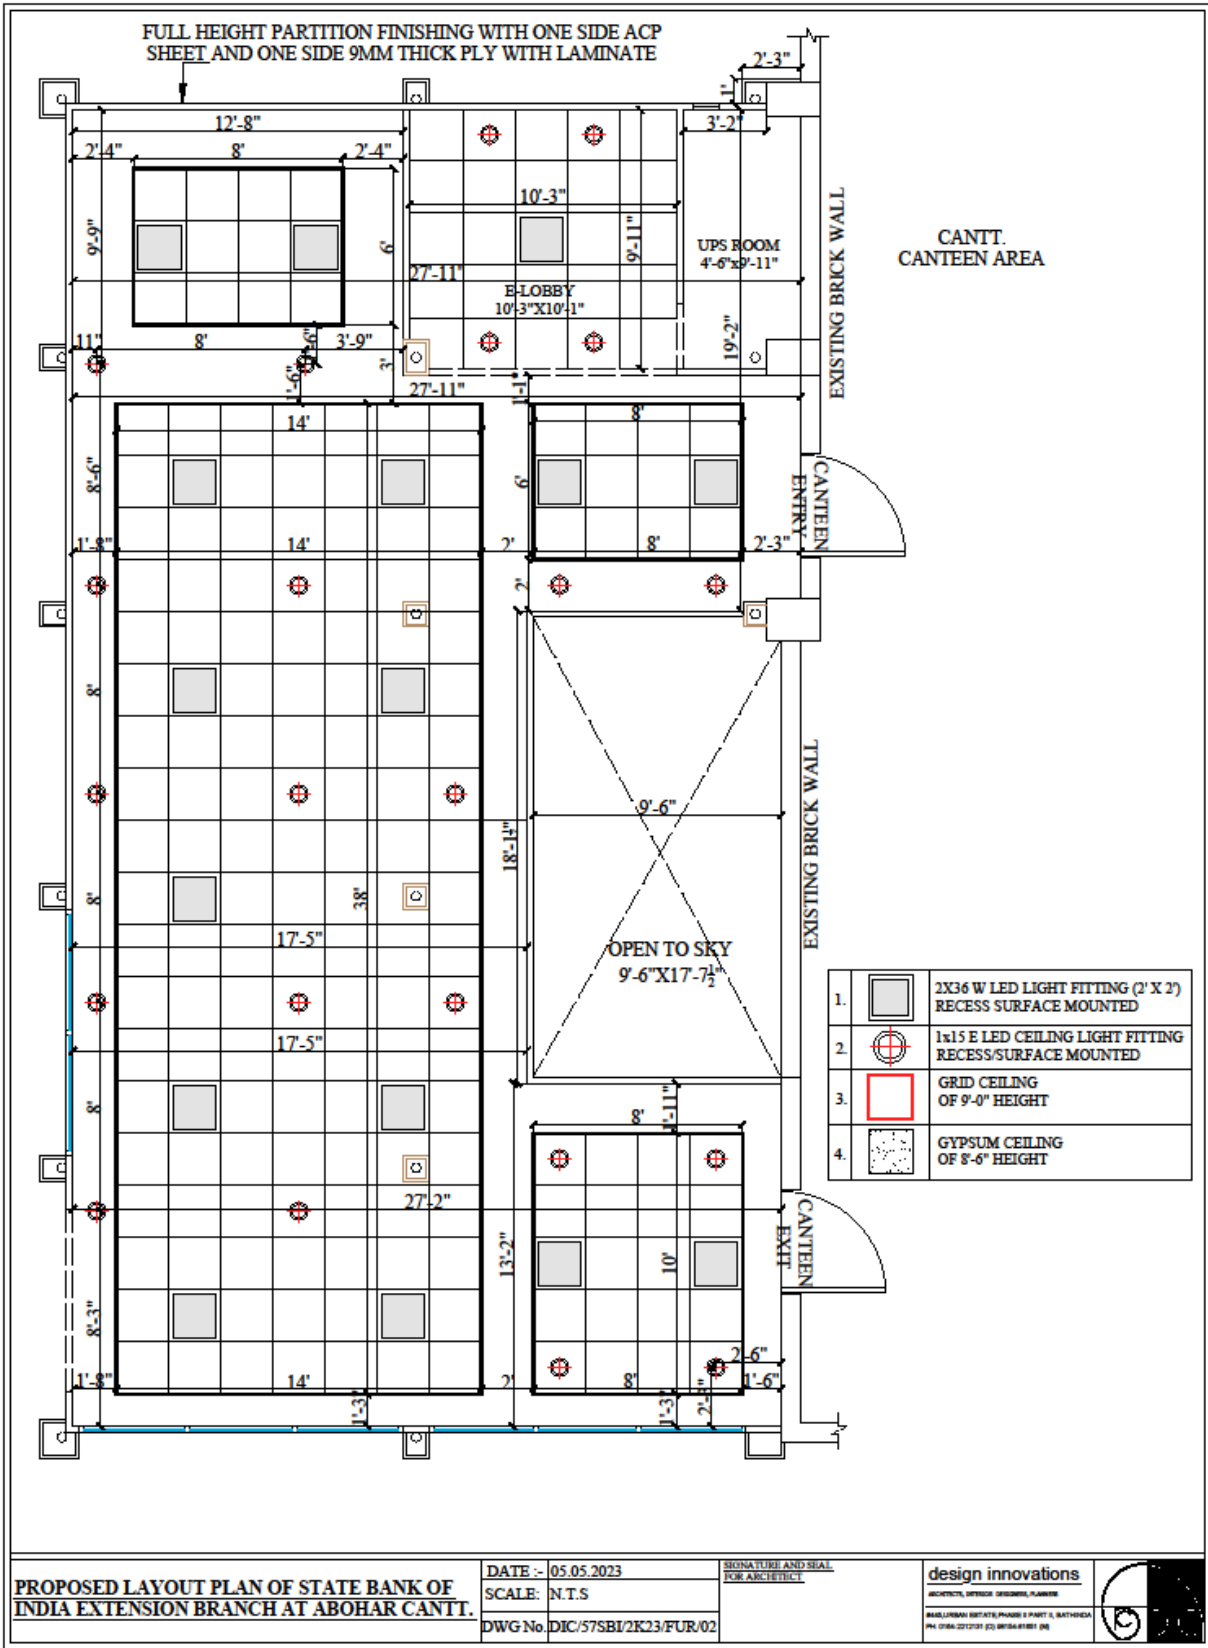 FULL HEIGHT PARTITION FINISHING WITH ONE SIDE ACP
SHEET AND ONE SIDE 9MM THICK PLY WITH LAMINATE
2'-3"
1'
12'-8"
3'-2"
2'-4"
8'
2'-4"
9'-9"
6'
10'-3"
9'-11"
UPS ROOM
4'-6"x9'-11"
27'-11"
E-LOBBY
10'-3"X10'-1"
EXISTING BRICK WALL
CANTT.
CANTEEN AREA
11"
8'
3'-9"
3'
19'-2"
1'-6"
27'-11"
1'-1"
14'
8'
8'-6"
6'
CANTEEN
ENTRY
1'-8"
14'
2'
8'
2'-3"
2'
8'
9'-6"
18'-1½"
EXISTING BRICK WALL
8'
38'
17'-5"
OPEN TO SKY
9'-6"X17'-7½"
17'-5"
1. 2X36 W LED LIGHT FITTING (2' X 2')
RECESS SURFACE MOUNTED
2. 1x15 E LED CEILING LIGHT FITTING
RECESS/SURFACE MOUNTED
3. GRID CEILING
OF 9'-0" HEIGHT
4. GYPSUM CEILING
OF 8'-6" HEIGHT
8'
1'-11"
8'
27'-2"
CANTEEN
EXIT
13'-2"
10'
8'-3"
2'-6"
1'-8"
14'
2'
8'
1'-6"
1'-3"
1'-3"
PROPOSED LAYOUT PLAN OF STATE BANK OF
INDIA EXTENSION BRANCH AT ABOHAR CANTT.
DATE :- 05.05.2023
SCALE: N.T.S
DWG No. DIC/57SBI/2K23/FUR/02
SIGNATURE AND SEAL
FOR ARCHITECT
design innovations
ARCHITECTS, INTERIOR DESIGNERS, PLANNERS